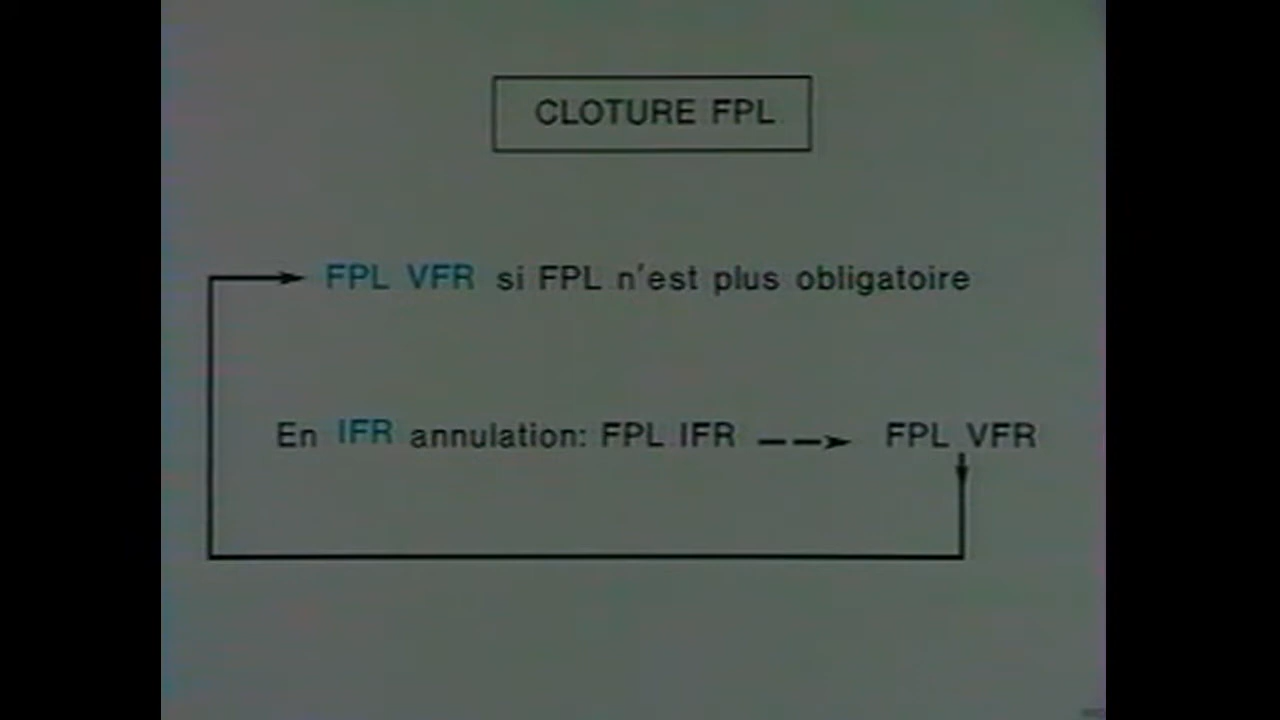 CLOTURE FPL
FPL VFR si FPL n'est plus obligatoire
En IFR annulation: FPL IFR FPL VFR